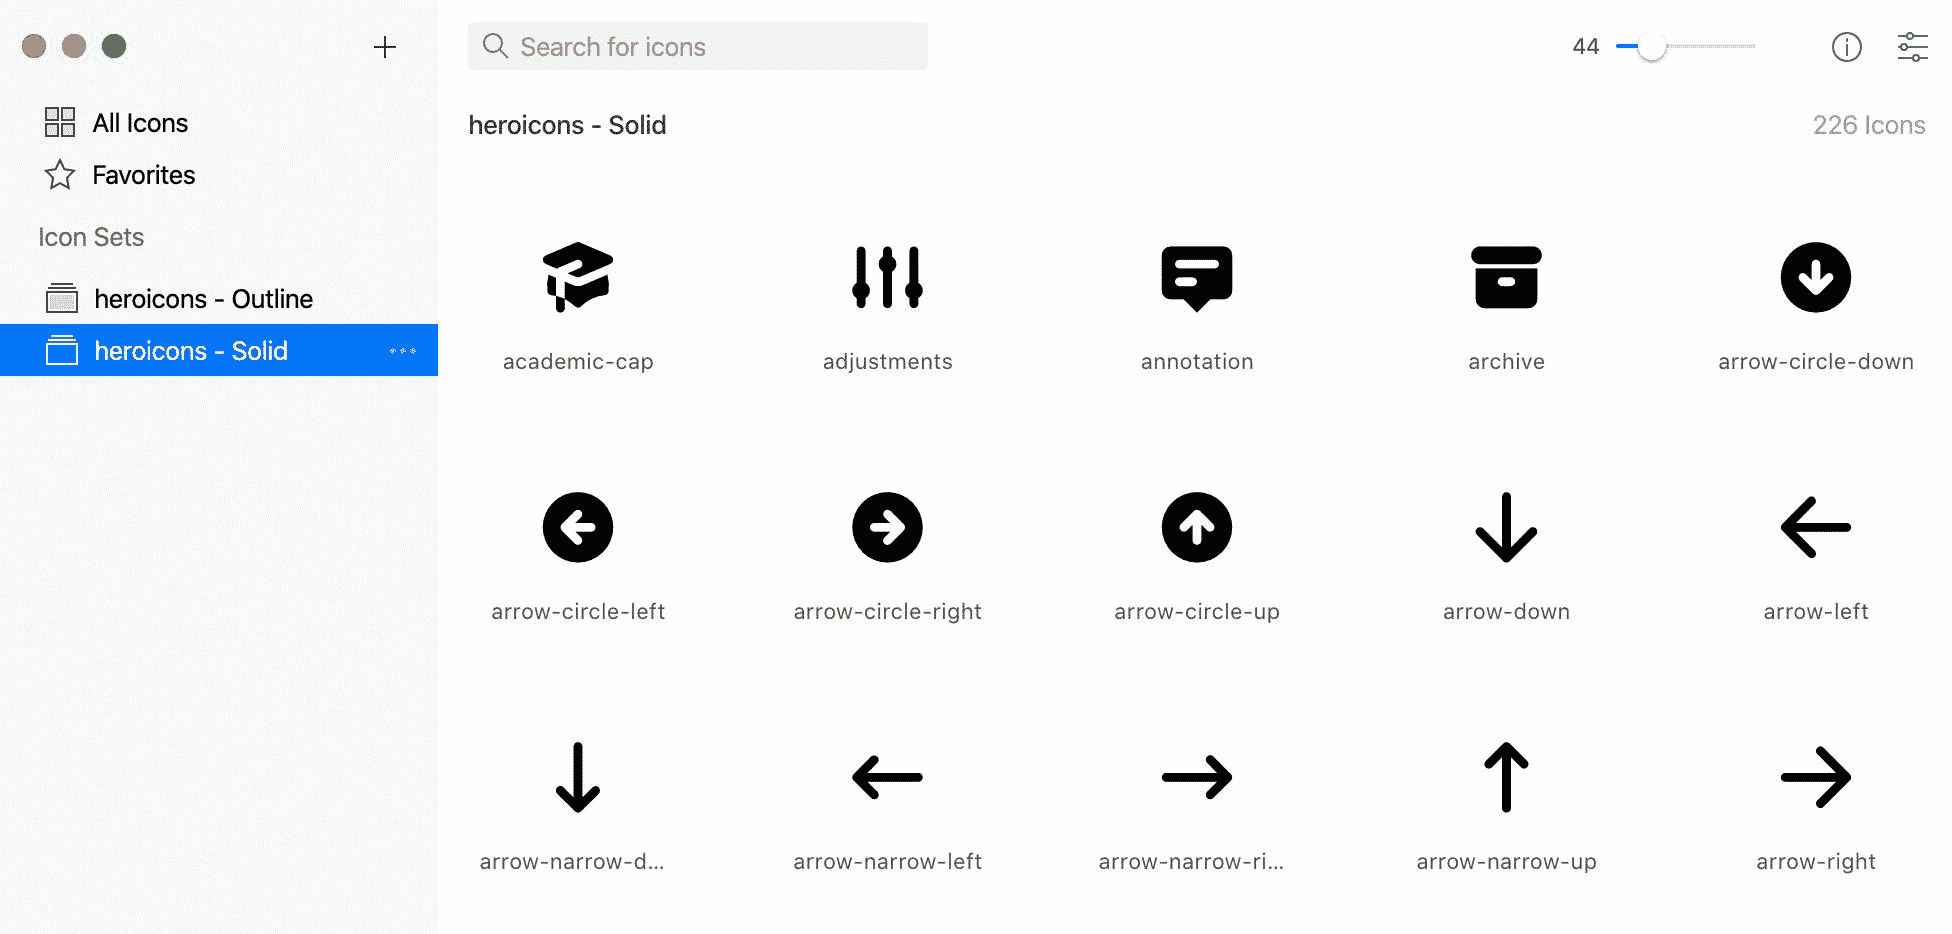 Search for icons
44
All Icons
Favorites
Icon Sets
heroicons - Outline
heroicons - Solid
heroicons - Solid
226 Icons
academic-cap
adjustments
annotation
archive
arrow-circle-down
arrow-circle-left
arrow-circle-right
arrow-circle-up
arrow-down
arrow-left
arrow-narrow-d...
arrow-narrow-left
arrow-narrow-ri...
arrow-narrow-up
arrow-right